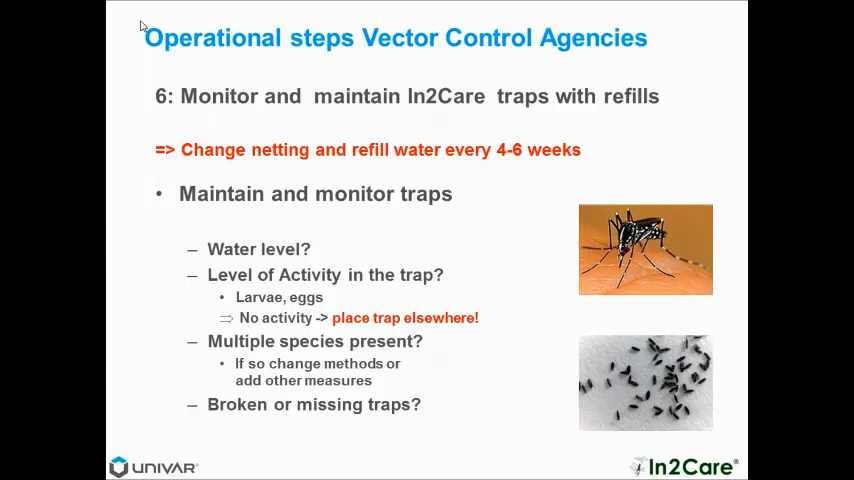 Operational steps Vector Control Agencies
6: Monitor and maintain In2Care traps with refills
=> Change netting and refill water every 4-6 weeks
• Maintain and monitor traps
– Water level?
– Level of Activity in the trap?
• Larvae, eggs
⇒ No activity -> place trap elsewhere!
– Multiple species present?
• If so change methods or
add other measures
– Broken or missing traps?
UNIVAR
In2Care®